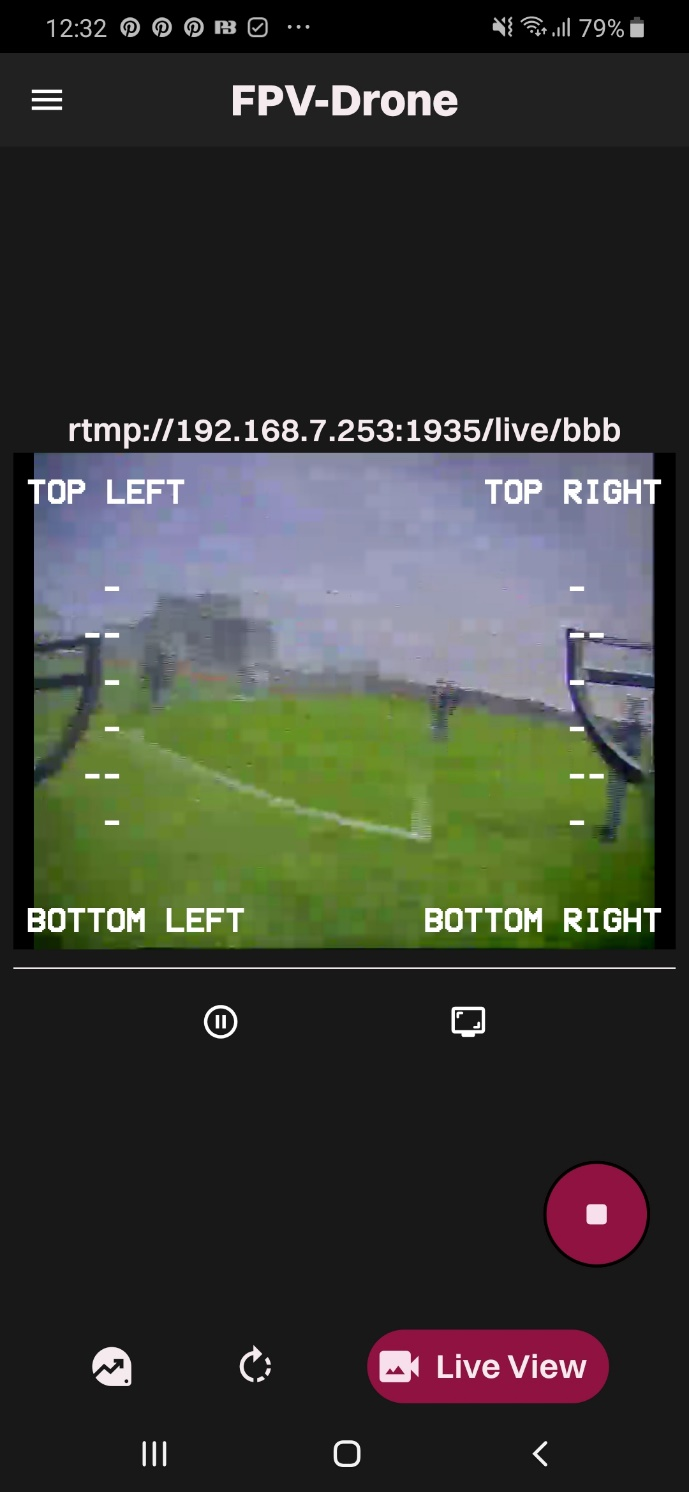 12:32 79%
FPV-Drone
rtmp://192.168.7.253:1935/live/bbb
TOP LEFT TOP RIGHT
BOTTOM LEFT BOTTOM RIGHT
Live View